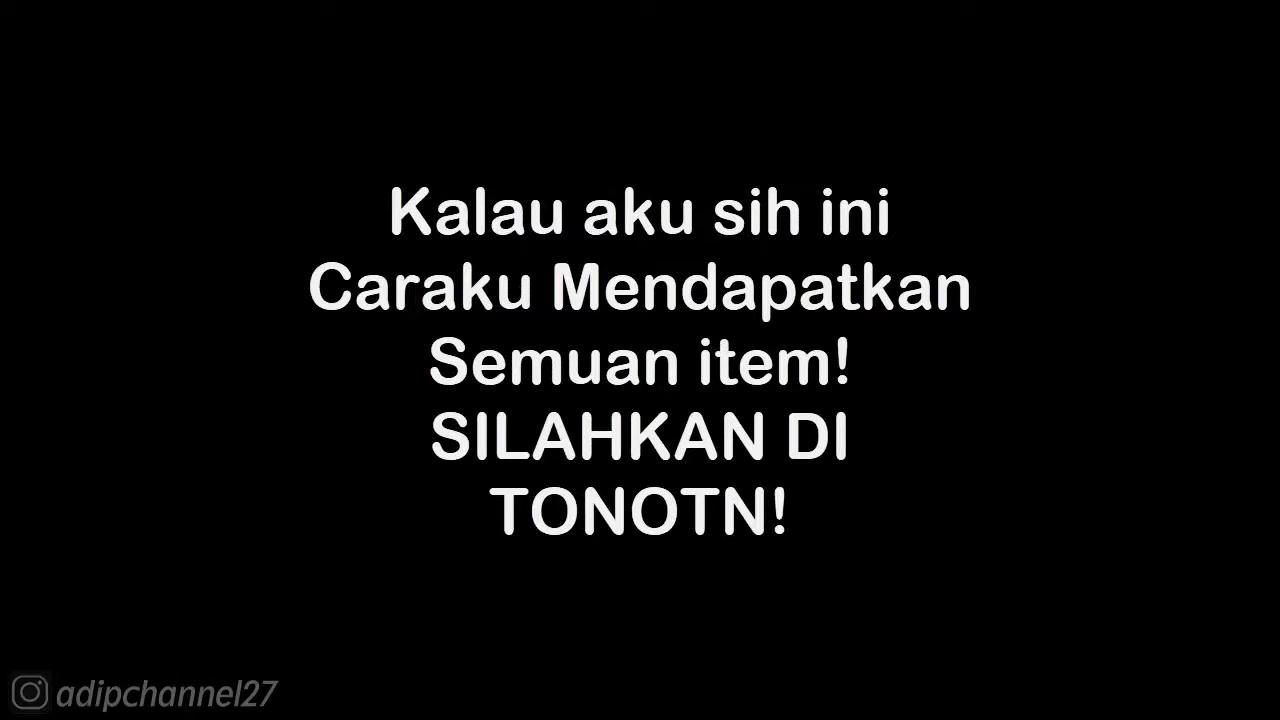 Kalau aku sih ini
Caraku Mendapatkan
Semuan item!
SILAHKAN DI
TONOTN!
adipchannel27